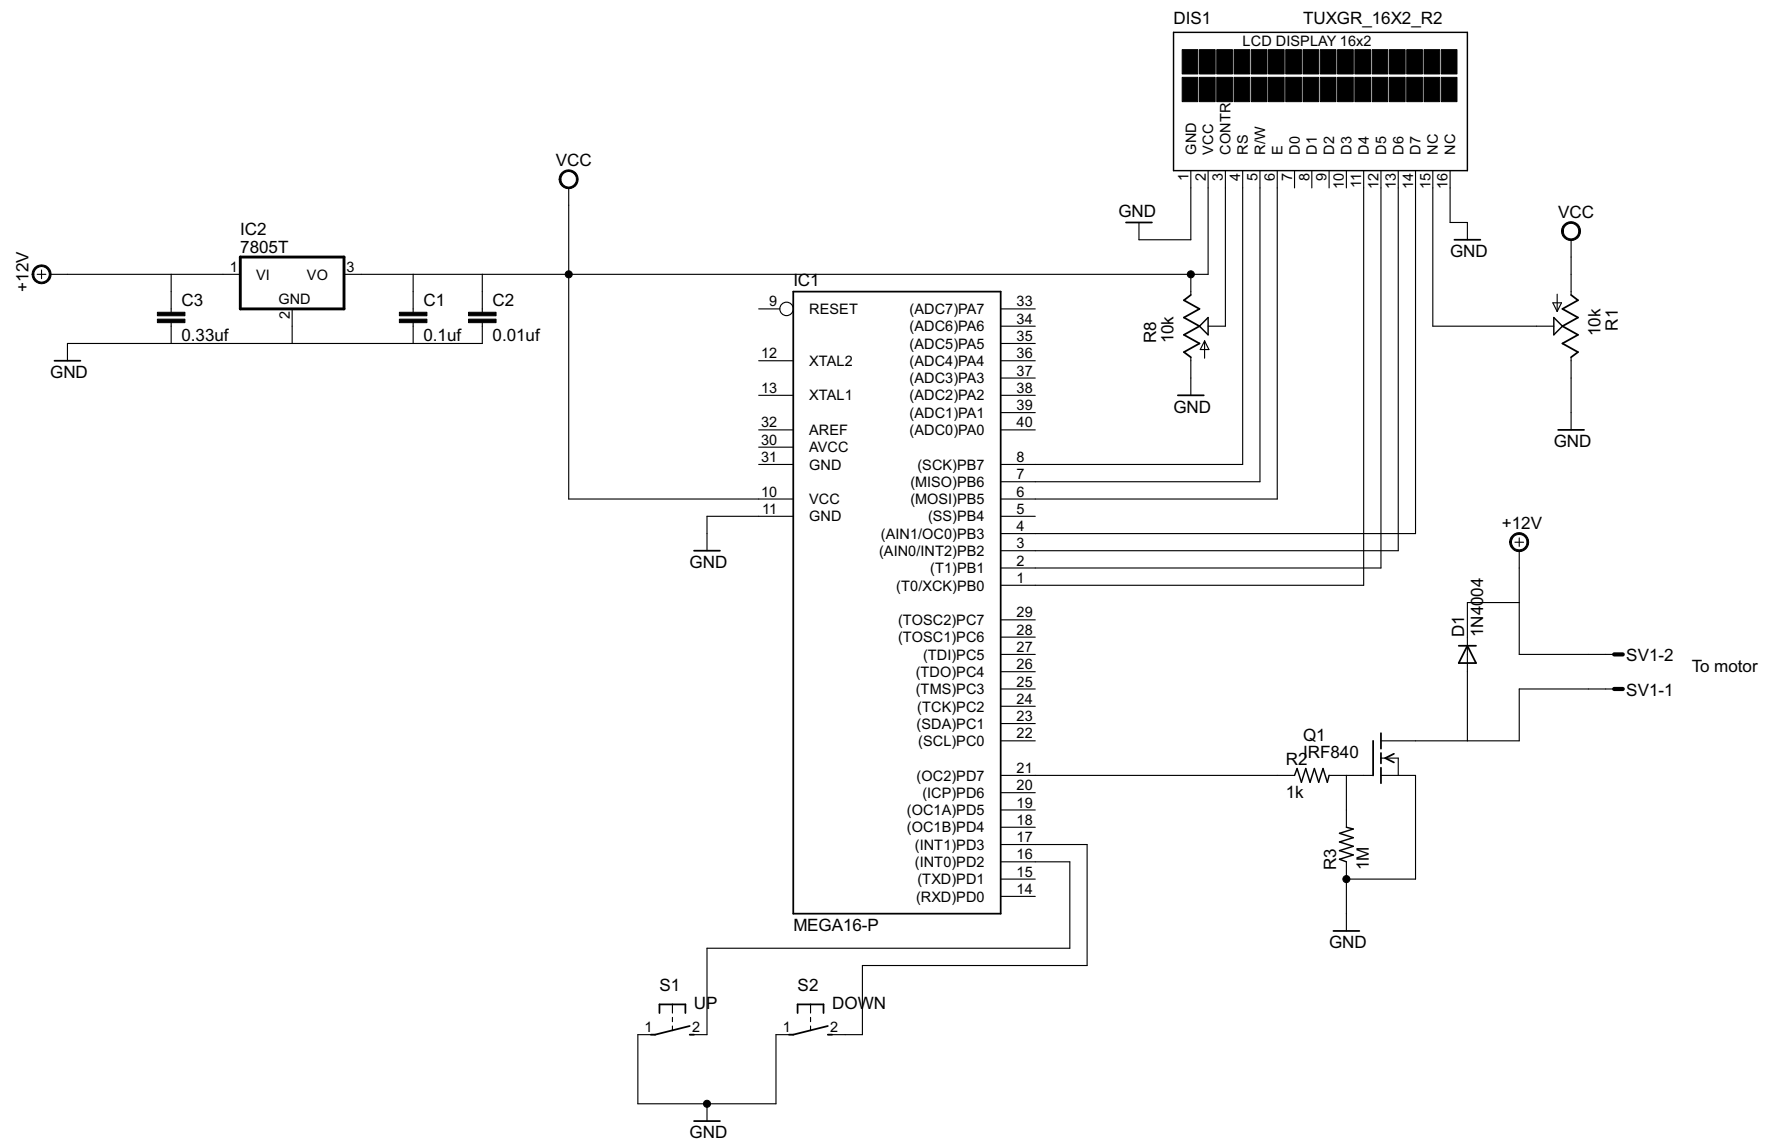 DIS1 TUXGR_16X2_R2
LCD DISPLAY 16x2
GND
VCC
CONTR
RS
R/W
E
D0
D1
D2
D3
D4
D5
D6
D7
NC
NC
1
2
3
4
5
6
7
8
9
10
11
12
13
14
15
16
GND
GND
VCC
10k
R1
GND
R8
10k
GND
VCC
+12V
IC2
7805T
1 VI VO 3
GND
2
C3
0.33uf
C1
0.1uf
C2
0.01uf
GND
IC1
9 RESET
12 XTAL2
13 XTAL1
32 AREF
30 AVCC
31 GND
10 VCC
11 GND
GND
(ADC7)PA7 33
(ADC6)PA6 34
(ADC5)PA5 35
(ADC4)PA4 36
(ADC3)PA3 37
(ADC2)PA2 38
(ADC1)PA1 39
(ADC0)PA0 40
(SCK)PB7 8
(MISO)PB6 7
(MOSI)PB5 6
(SS)PB4 5
(AIN1/OC0)PB3 4
(AIN0/INT2)PB2 3
(T1)PB1 2
(T0/XCK)PB0 1
(TOSC2)PC7 29
(TOSC1)PC6 28
(TDI)PC5 27
(TDO)PC4 26
(TMS)PC3 25
(TCK)PC2 24
(SDA)PC1 23
(SCL)PC0 22
(OC2)PD7 21
(ICP)PD6 20
(OC1A)PD5 19
(OC1B)PD4 18
(INT1)PD3 17
(INT0)PD2 16
(TXD)PD1 15
(RXD)PD0 14
MEGA16-P
+12V
D1
1N4004
SV1-2
To motor
SV1-1
Q1
IRF840
R2
1k
R3
1M
GND
S1
UP
1 2
S2
DOWN
1 2
GND